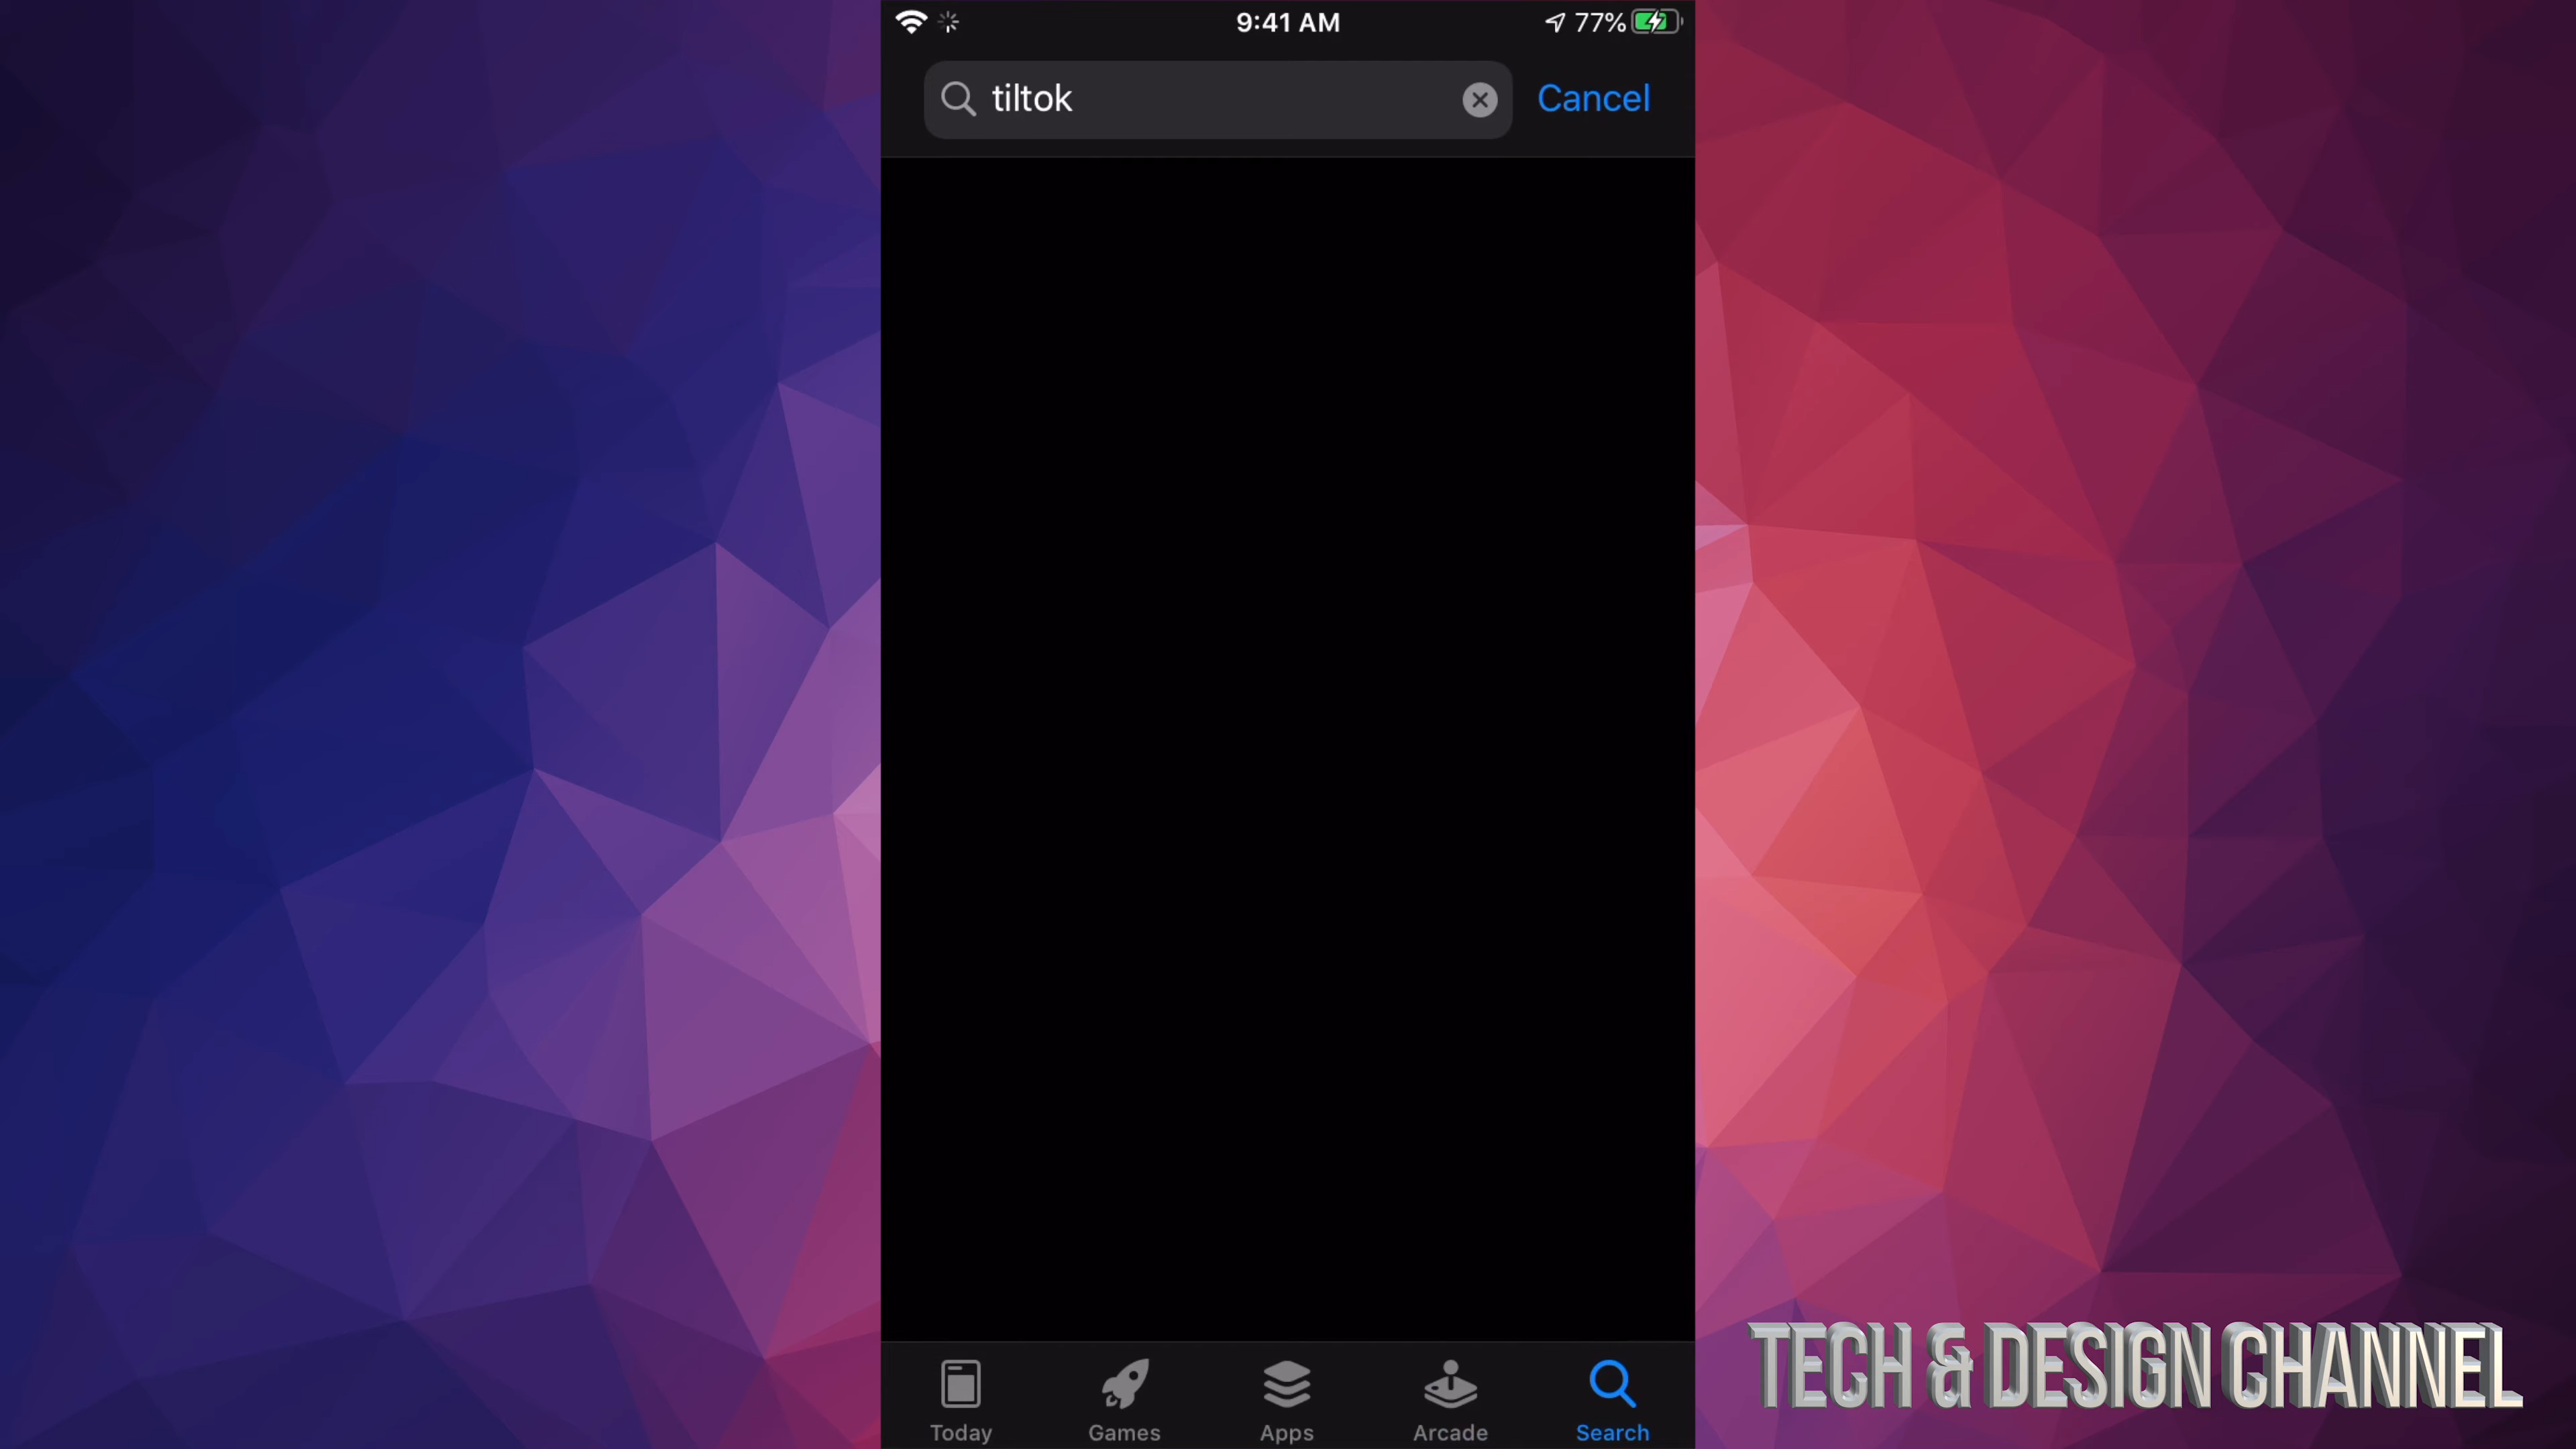 9:41 AM
77%
tiltok
Cancel
Today
Games
Apps
Arcade
Search
TECH & DESIGN CHANNEL